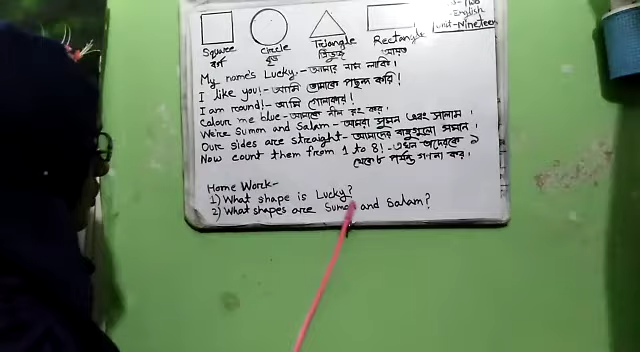 -Two
-English
Unit-Nineteen
Square
Circle
Triangle
Rectangle
বর্গ
বৃত্ত
ত্রিভুজ
আয়ত
My name's Lucky.-আমার নাম লাকি।
I like you!-আমি তোমাকে পছন্দ করি!
I am round!-আমি গোলাকার!
Colour me blue-আমাকে নীল রং কর.
We're Sumon and Salam-আমরা সুমন এবং সালাম।
Our sides are straight-আমাদের বাহুগুলো সমান।
Now count them from 1 to 8!-এখন তাদেরকে ১
থেকে ৮ পর্যন্ত গণনা কর.
Home Work-
1) What shape is Lucky?
2) What shapes are Sumon and Salam?